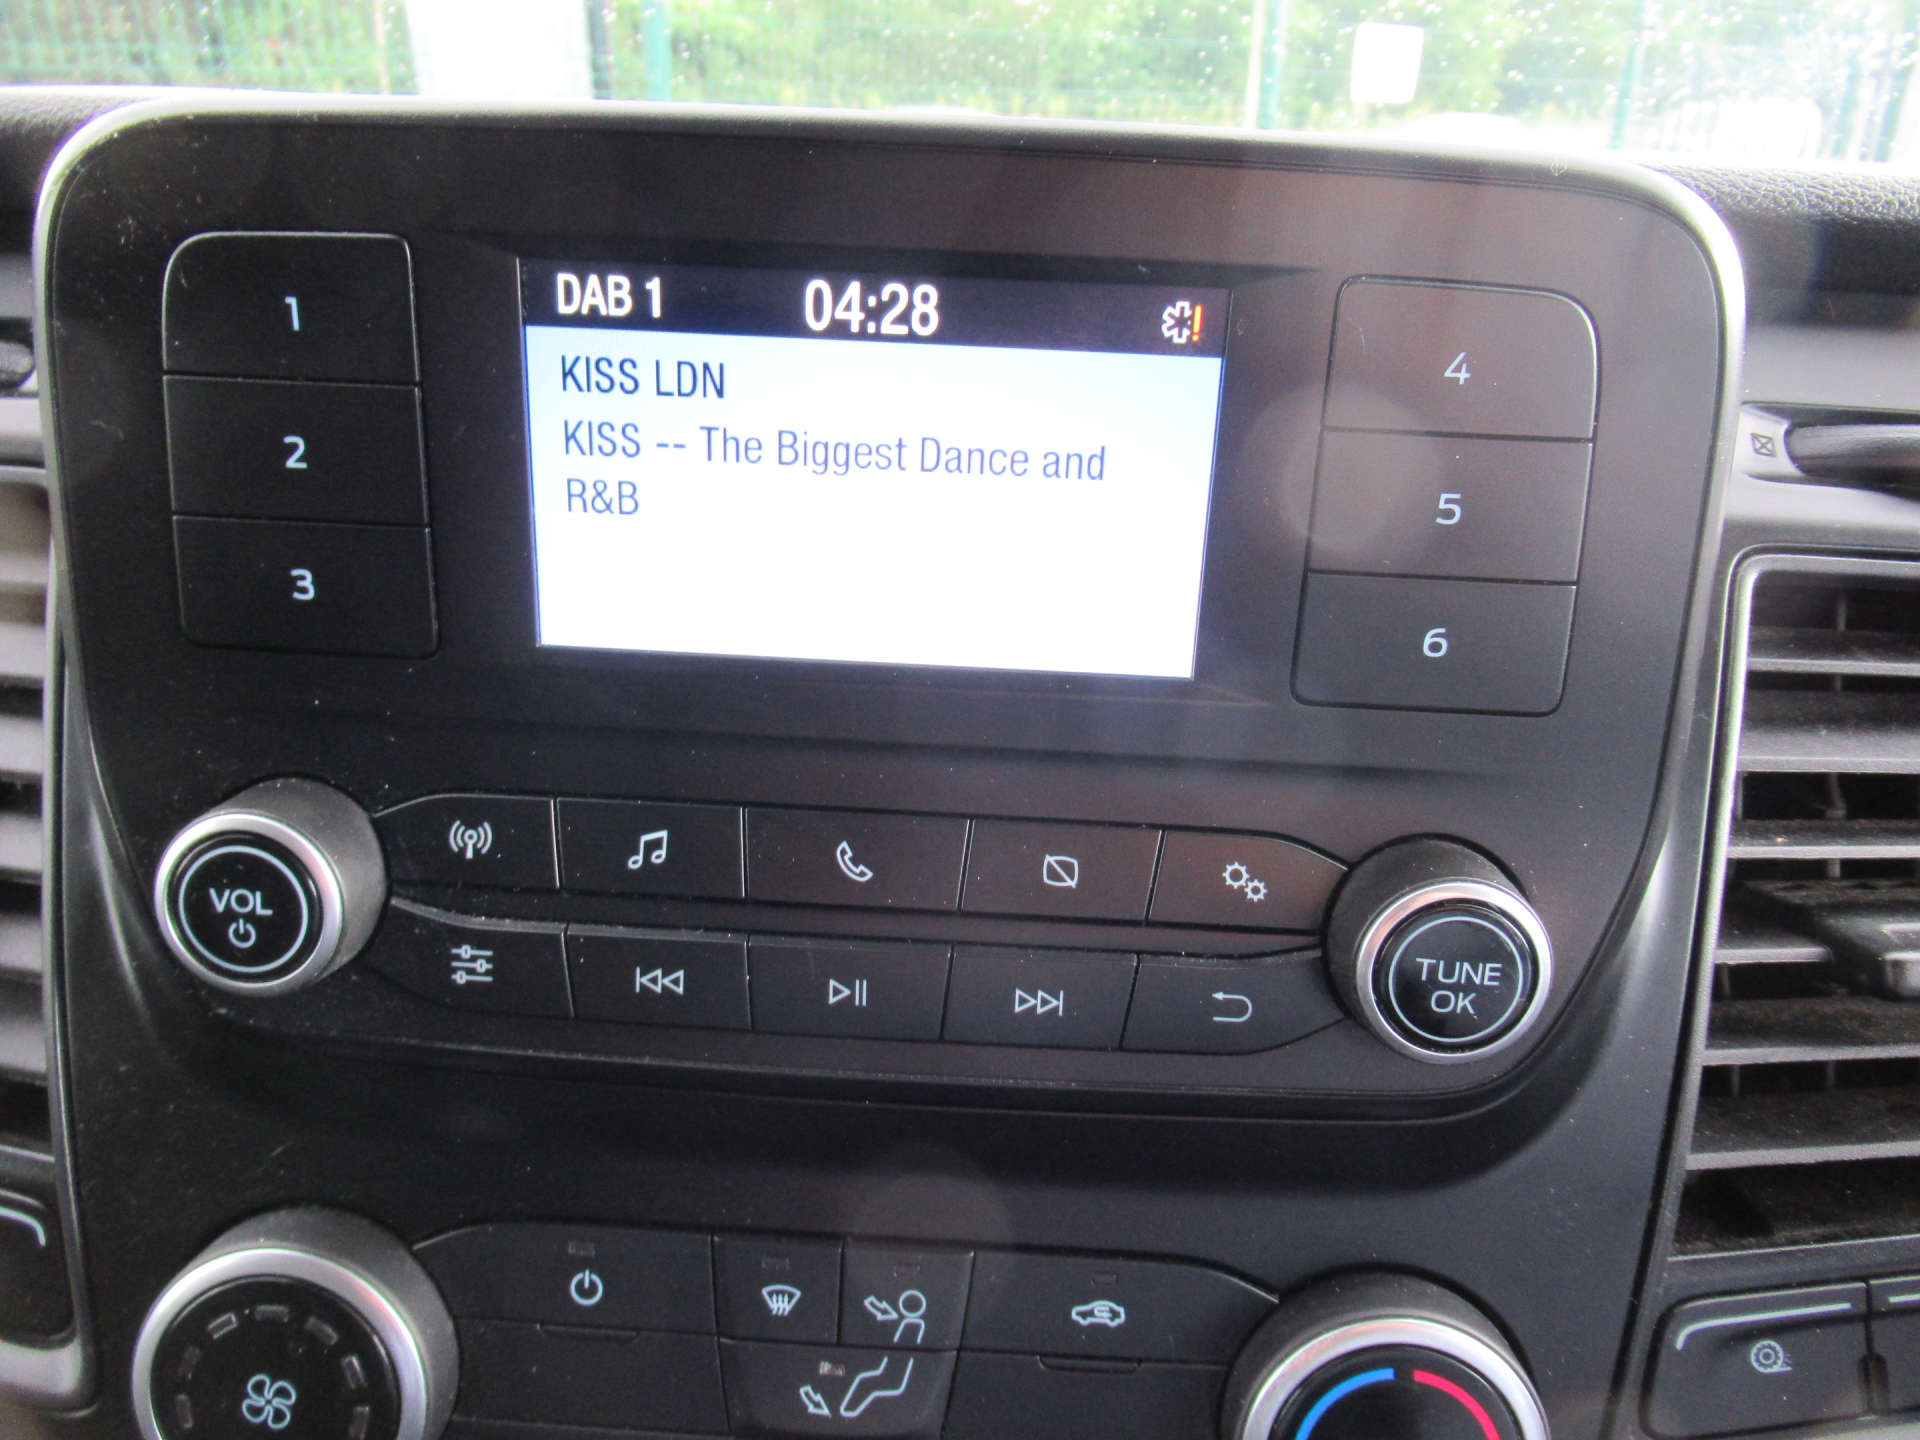 DAB 1 04:28
KISS LDN
KISS -- The Biggest Dance and
R&B
1
2
3
4
5
6
VOL
TUNE
OK